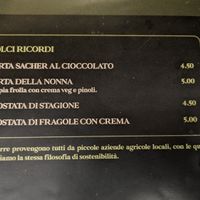 OLCI RICORDI
RTA SACHER AL CIOCCOLATO 4.50
RTA DELLA NONNA 5.00
pia frolla con crema veg e pinoli.
OSTATA DI STAGIONE 4.50
OSTATA DI FRAGOLE CON CREMA 5.00
rre provengono tutti da piccole aziende agricole locali, con le qu
iamo la stessa filosofia di sostenibilità.